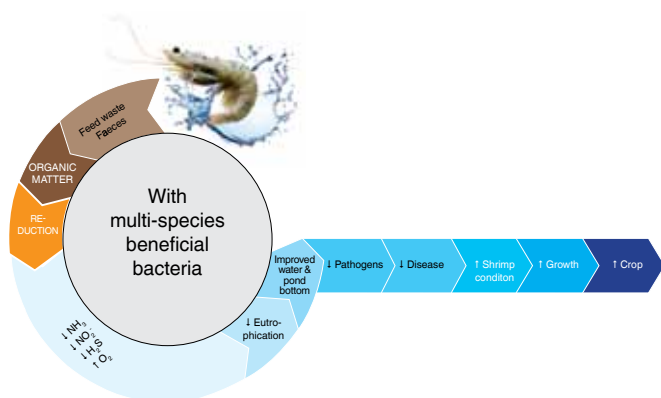 Feed waste
Faeces
ORGANIC
MATTER
RE-
DUCTION
With
multi-species
beneficial
bacteria
↓ NH₃
↓ NO₂⁻
↓ H₂S
↑ O₂
↓ Eutro-
phication
Improved
water &
pond
bottom
↓ Pathogens
↓ Disease
↑ Shrimp
conditon
↑ Growth
↑ Crop